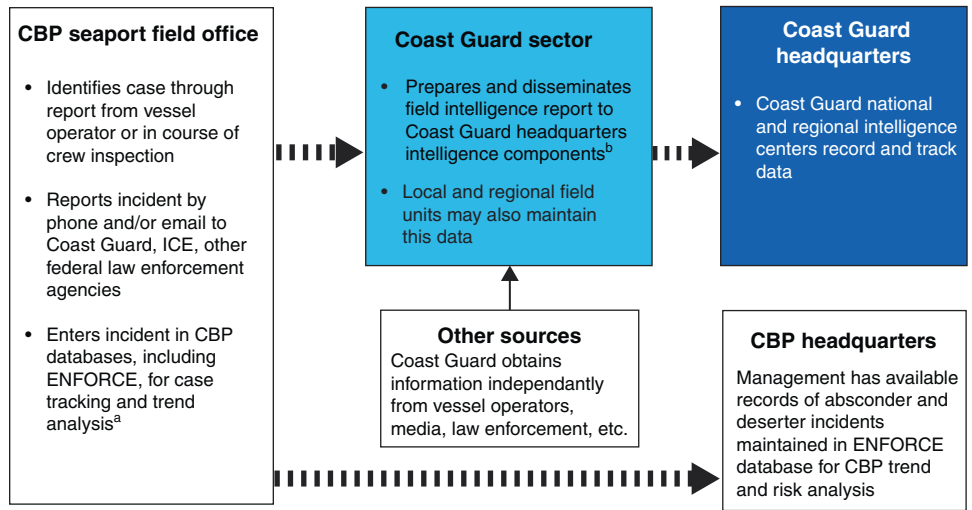 CBP seaport field office
• Identifies case through
report from vessel
operator or in course of
crew inspection
• Reports incident by
phone and/or email to
Coast Guard, ICE, other
federal law enforcement
agencies
• Enters incident in CBP
databases, including
ENFORCE, for case
tracking and trend
analysisa
Coast Guard sector
• Prepares and disseminates
field intelligence report to
Coast Guard headquarters
intelligence componentsb
• Local and regional field
units may also maintain
this data
Coast Guard
headquarters
• Coast Guard national
and regional intelligence
centers record and track
data
Other sources
Coast Guard obtains
information independantly
from vessel operators,
media, law enforcement, etc.
CBP headquarters
Management has available
records of absconder and
deserter incidents
maintained in ENFORCE
database for CBP trend
and risk analysis